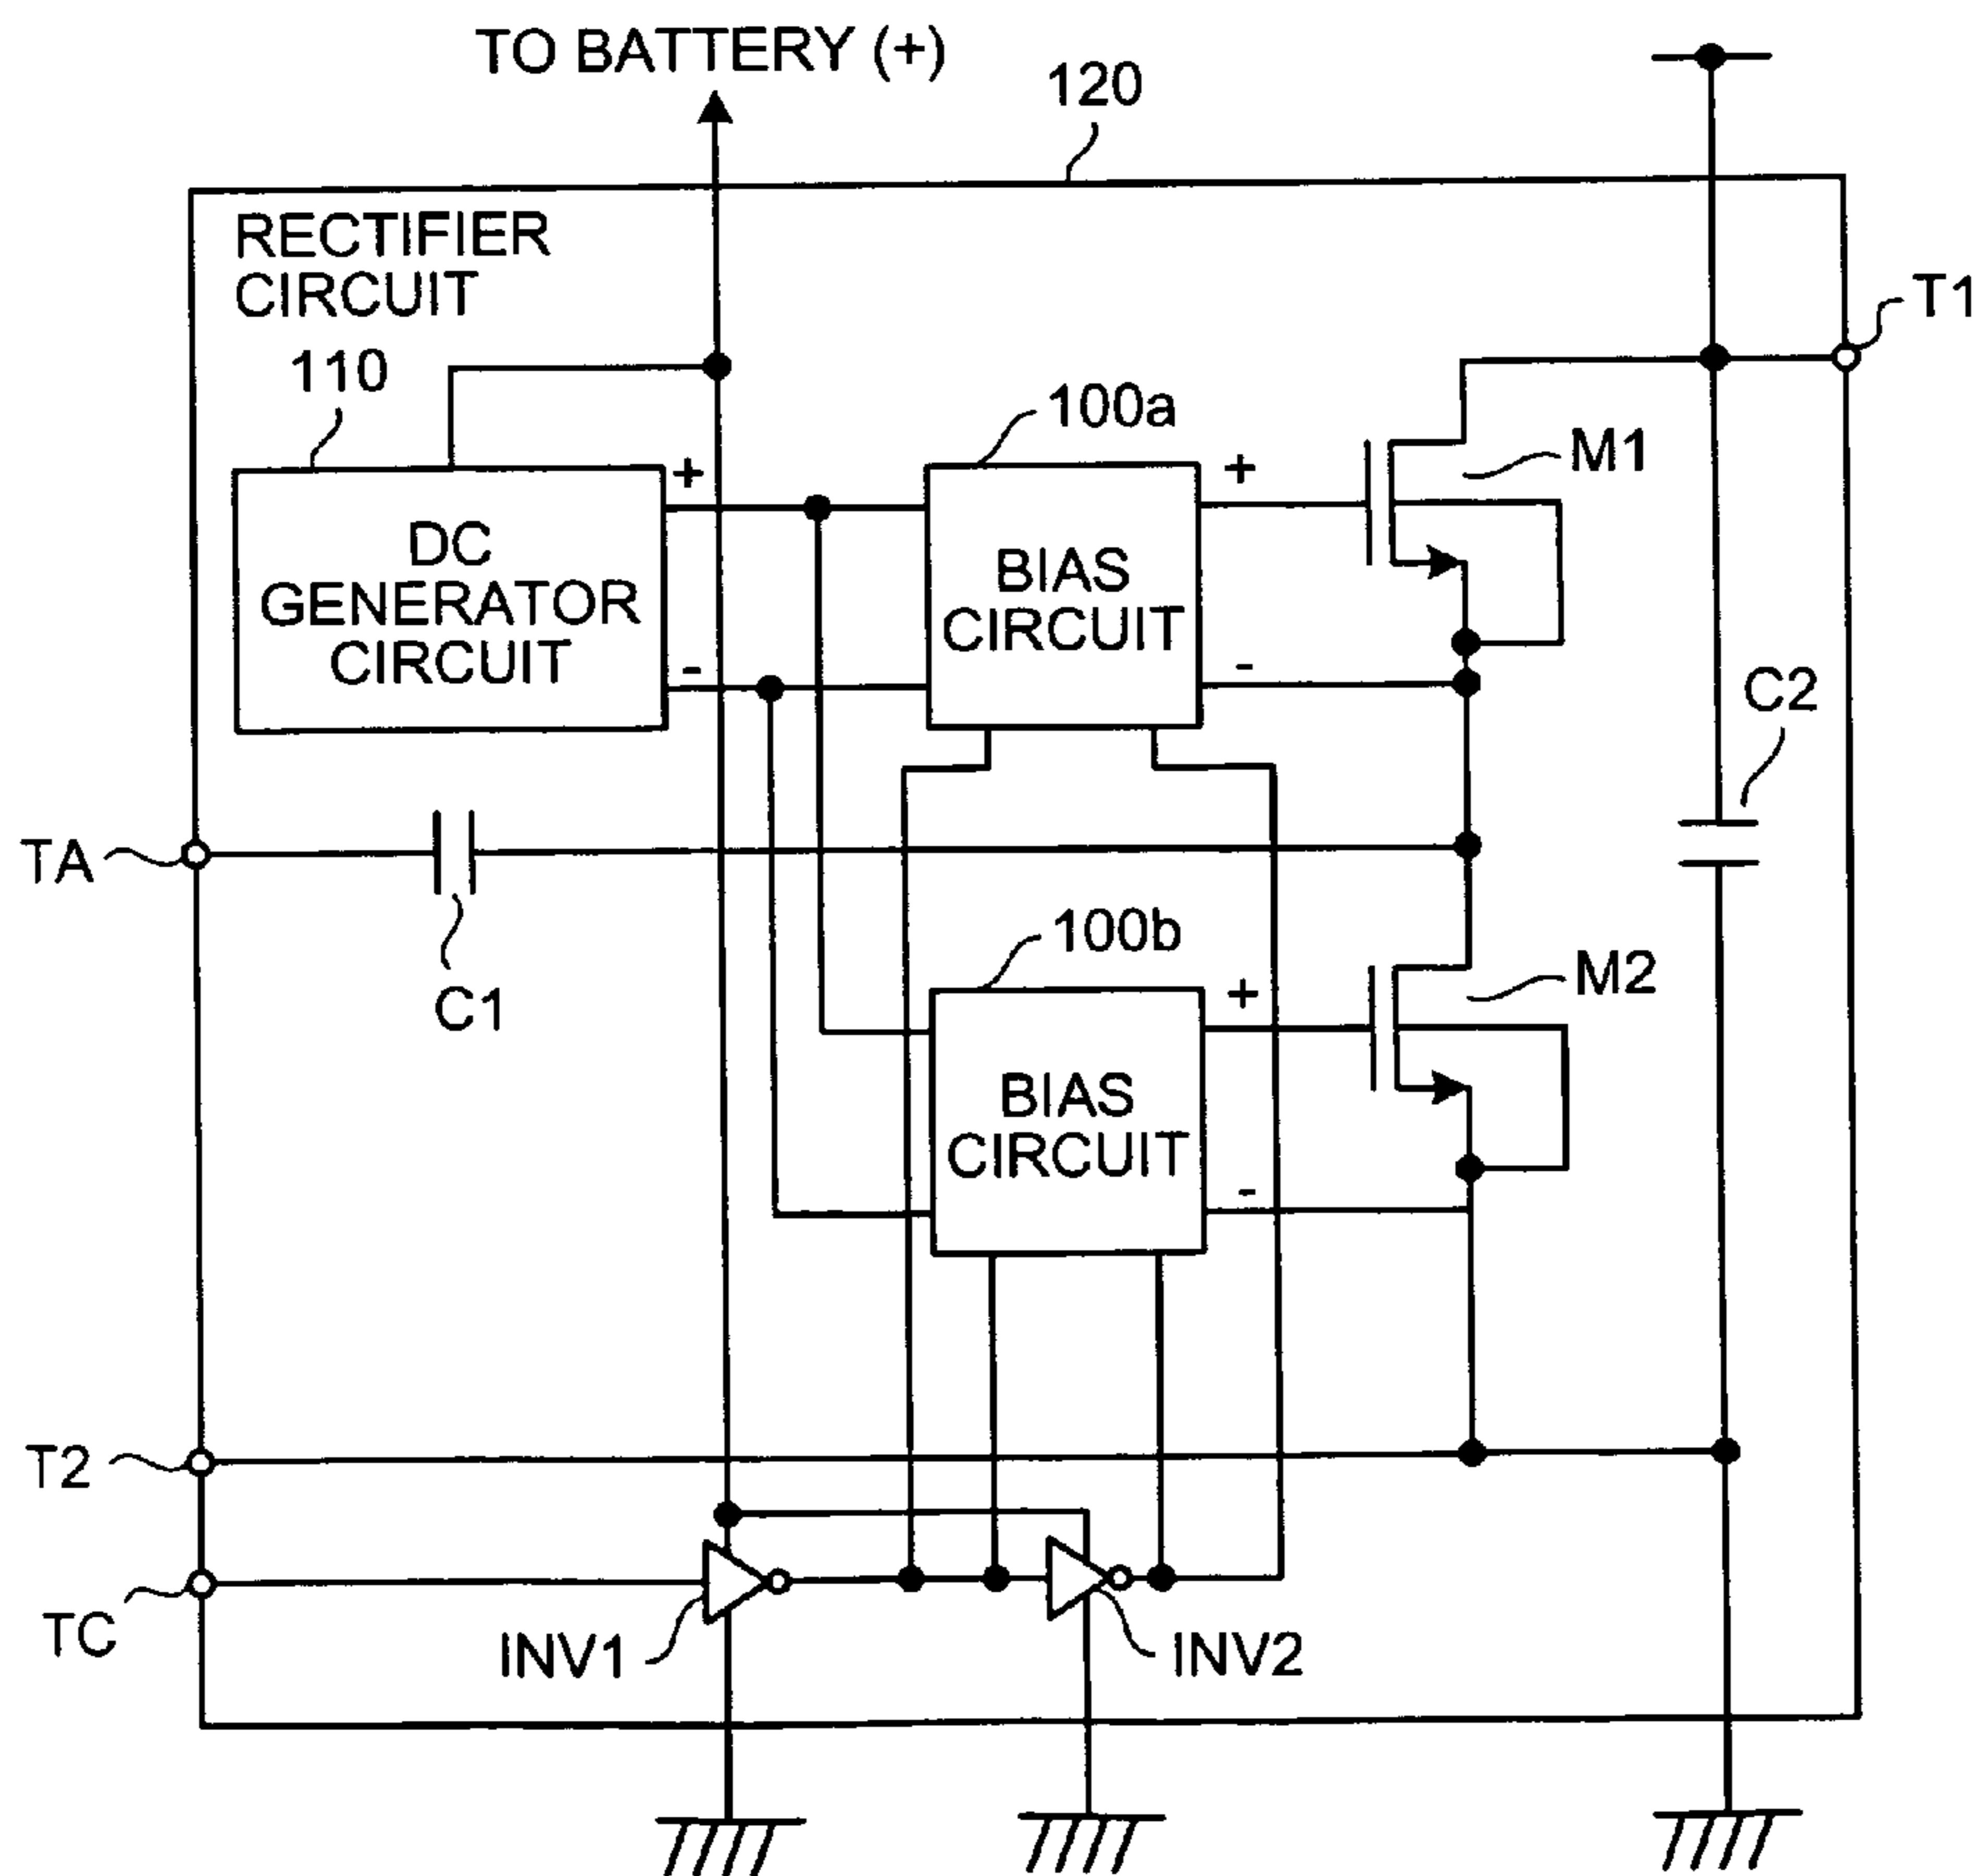 TO BATTERY (+)
120
RECTIFIER
CIRCUIT
T1
110
100a
M1
+
+
DC
GENERATOR
CIRCUIT
BIAS
CIRCUIT
-
-
C2
TA
C1
100b
M2
+
BIAS
CIRCUIT
-
T2
TC
INV1
INV2